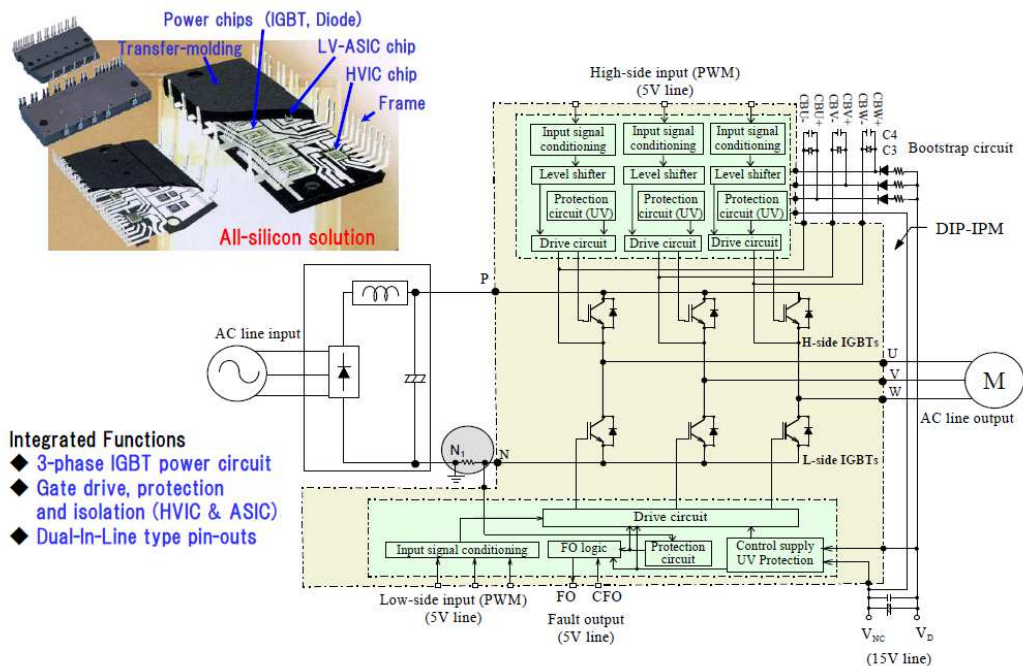 Power chips (IGBT, Diode)
Transfer-molding
LV-ASIC chip
HVIC chip
Frame
All-silicon solution
High-side input (PWM)
(5V line)
CBU-
CBU+
CBV-
CBV+
CBW-
CBW+
C4
C3
Bootstrap circuit
Input signal
conditioning
Input signal
conditioning
Input signal
conditioning
Level shifter
Level shifter
Level shifter
Protection
circuit (UV)
Protection
circuit (UV)
Protection
circuit (UV)
Drive circuit
Drive circuit
Drive circuit
DIP-IPM
P
AC line input
H-side IGBTs
U
V
W
M
AC line output
N1
N
L-side IGBTs
Integrated Functions
◆ 3-phase IGBT power circuit
◆ Gate drive, protection
and isolation (HVIC & ASIC)
◆ Dual-In-Line type pin-outs
Drive circuit
Input signal conditioning
FO logic
Protection
circuit
Control supply
UV Protection
Low-side input (PWM)
(5V line)
FO
CFO
Fault output
(5V line)
VNC
VD
(15V line)